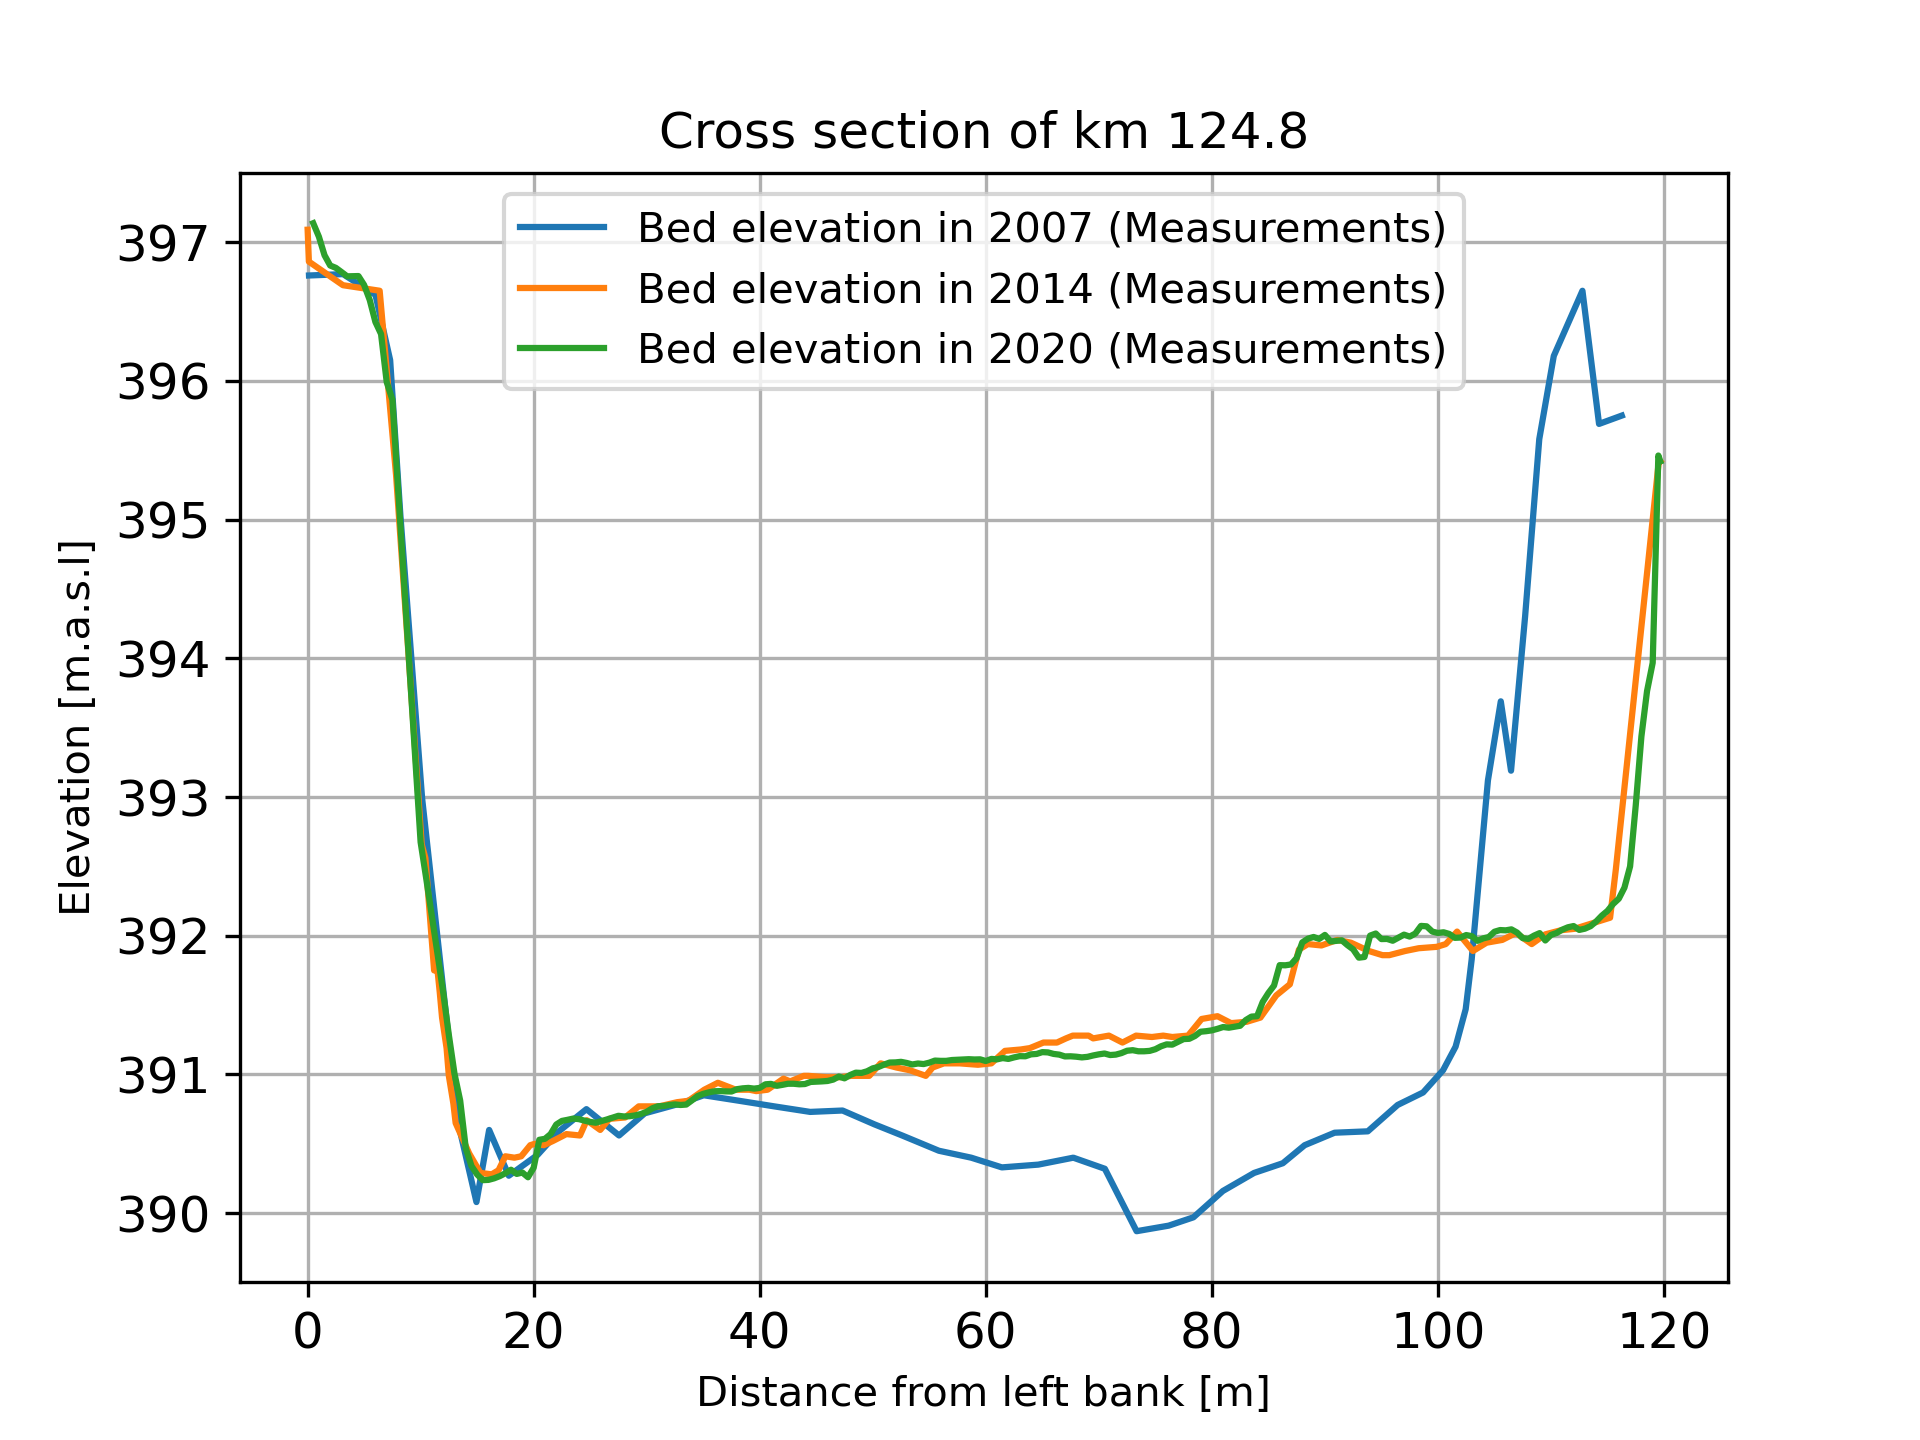 Cross section of km 124.8
Bed elevation in 2007 (Measurements)
Bed elevation in 2014 (Measurements)
Bed elevation in 2020 (Measurements)
Elevation [m.a.s.l]
397
396
395
394
393
392
391
390
0 20 40 60 80 100 120
Distance from left bank [m]